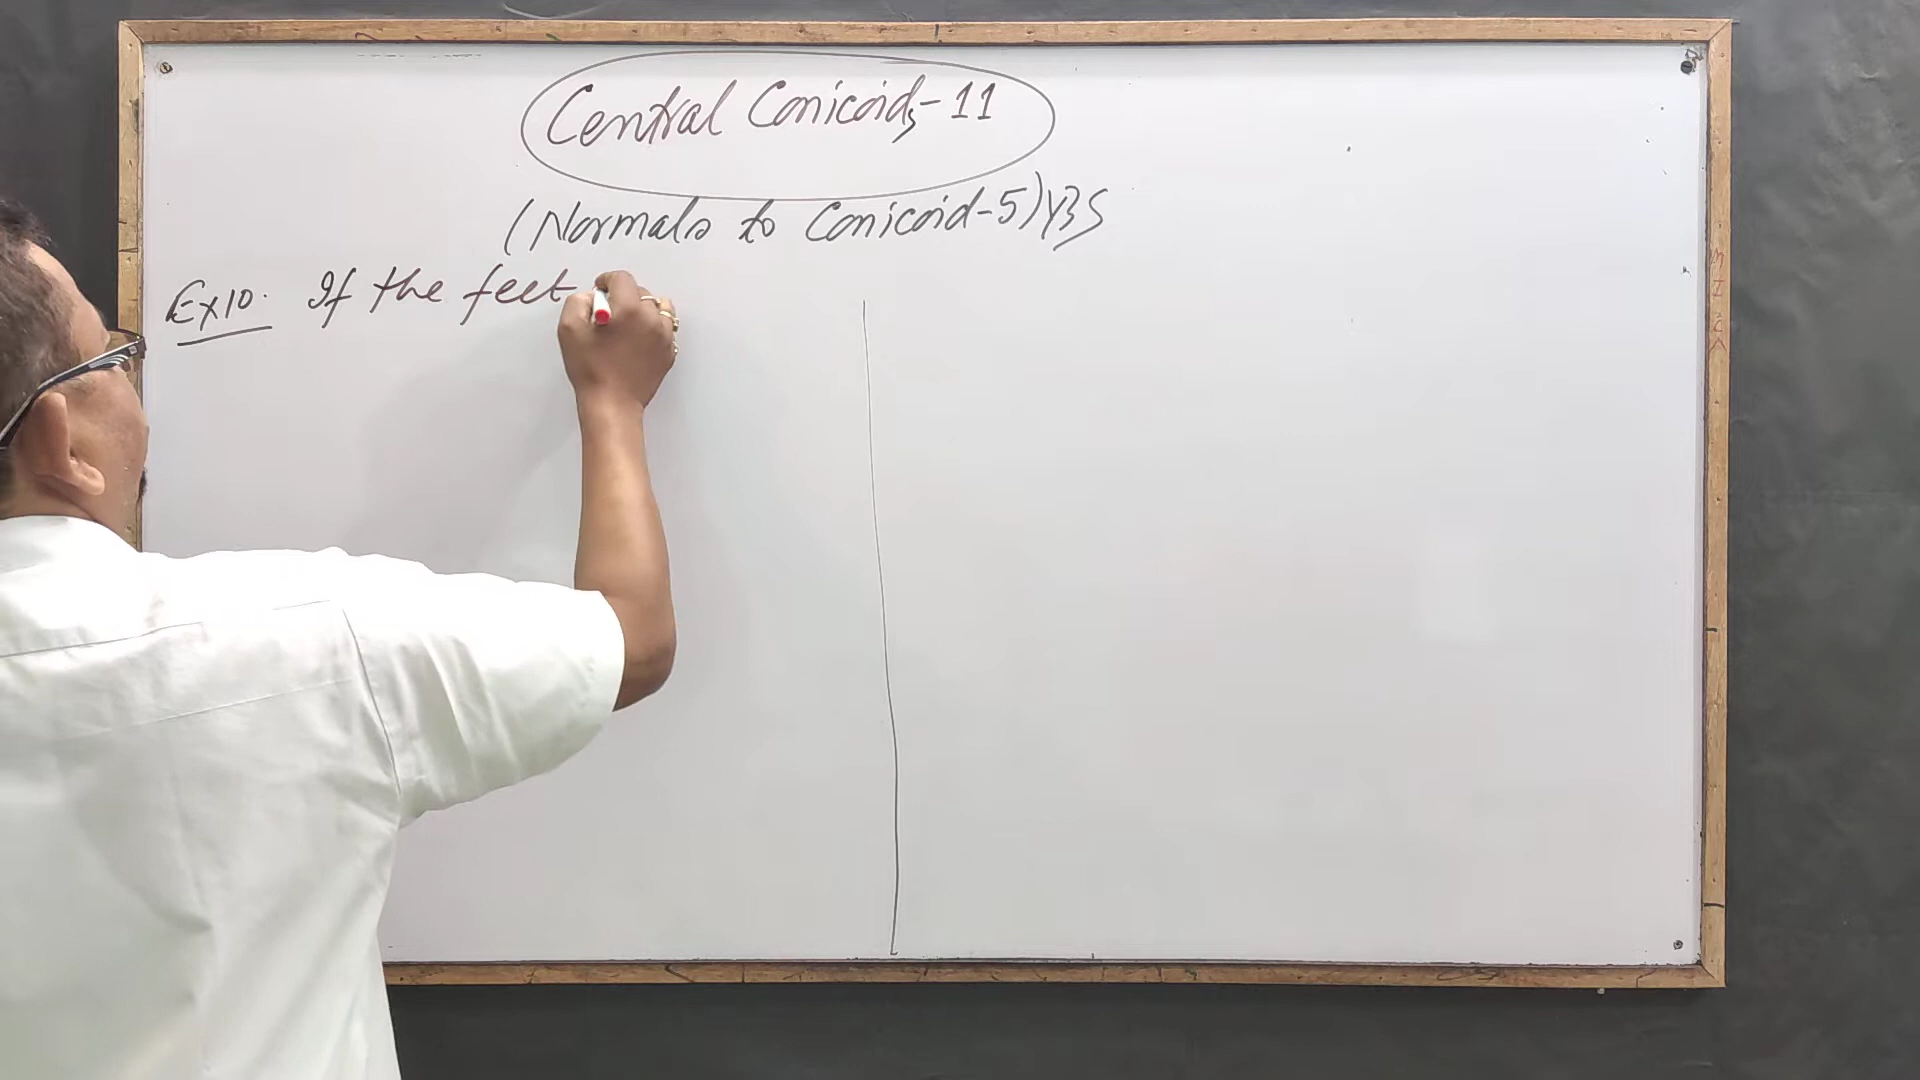 Central Conicoids-11
(Normals to Conicoid-5) YBS
Ex10. If the feet